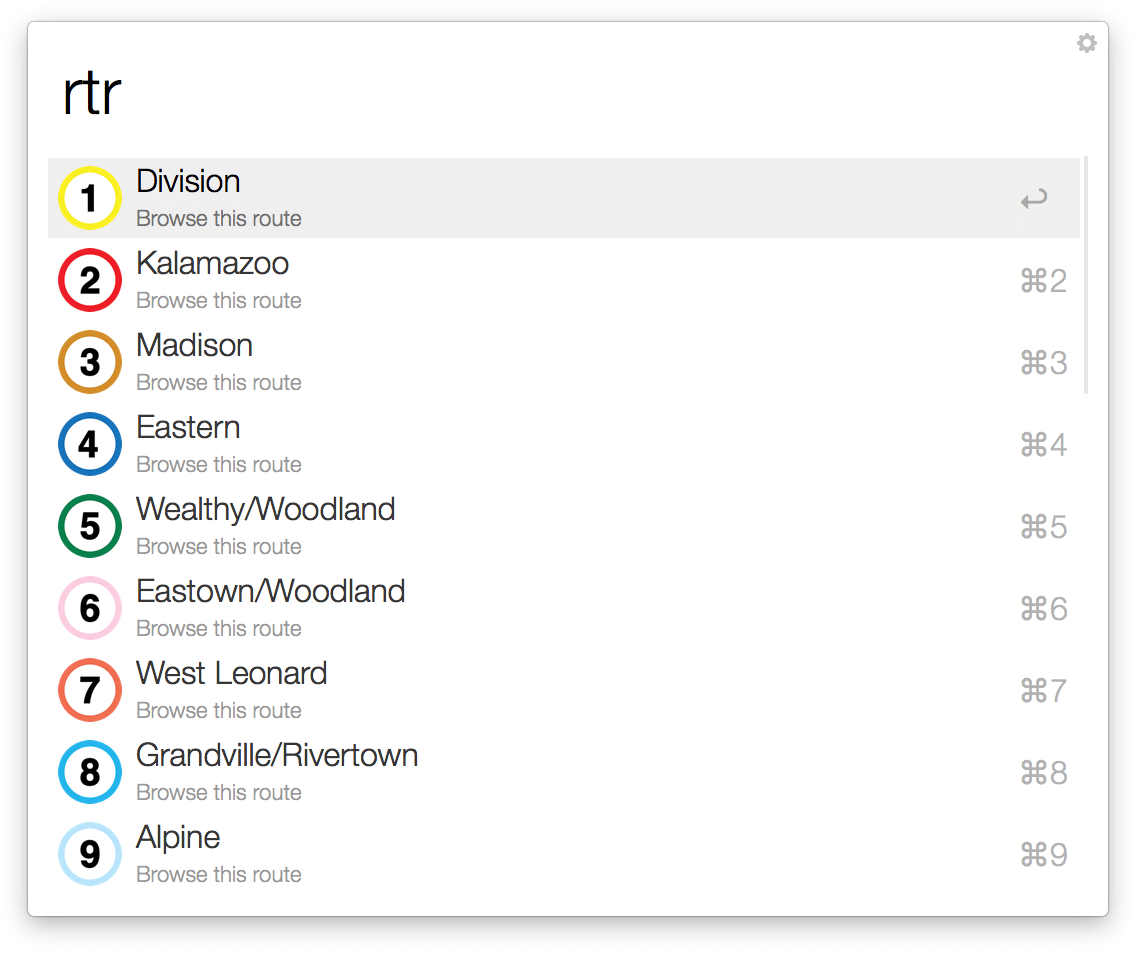 rtr
1 Division
Browse this route ↩
2 Kalamazoo
Browse this route ⌘2
3 Madison
Browse this route ⌘3
4 Eastern
Browse this route ⌘4
5 Wealthy/Woodland
Browse this route ⌘5
6 Eastown/Woodland
Browse this route ⌘6
7 West Leonard
Browse this route ⌘7
8 Grandville/Rivertown
Browse this route ⌘8
9 Alpine
Browse this route ⌘9